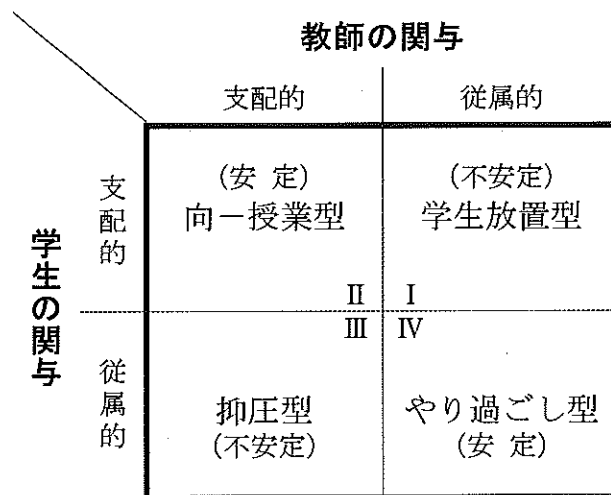 教師の関与
支配的
従属的
学生の関与
支配的
(安 定)
向－授業型
(不安定)
学生放置型
II
I
III
IV
従属的
抑圧型
(不安定)
やり過ごし型
(安 定)